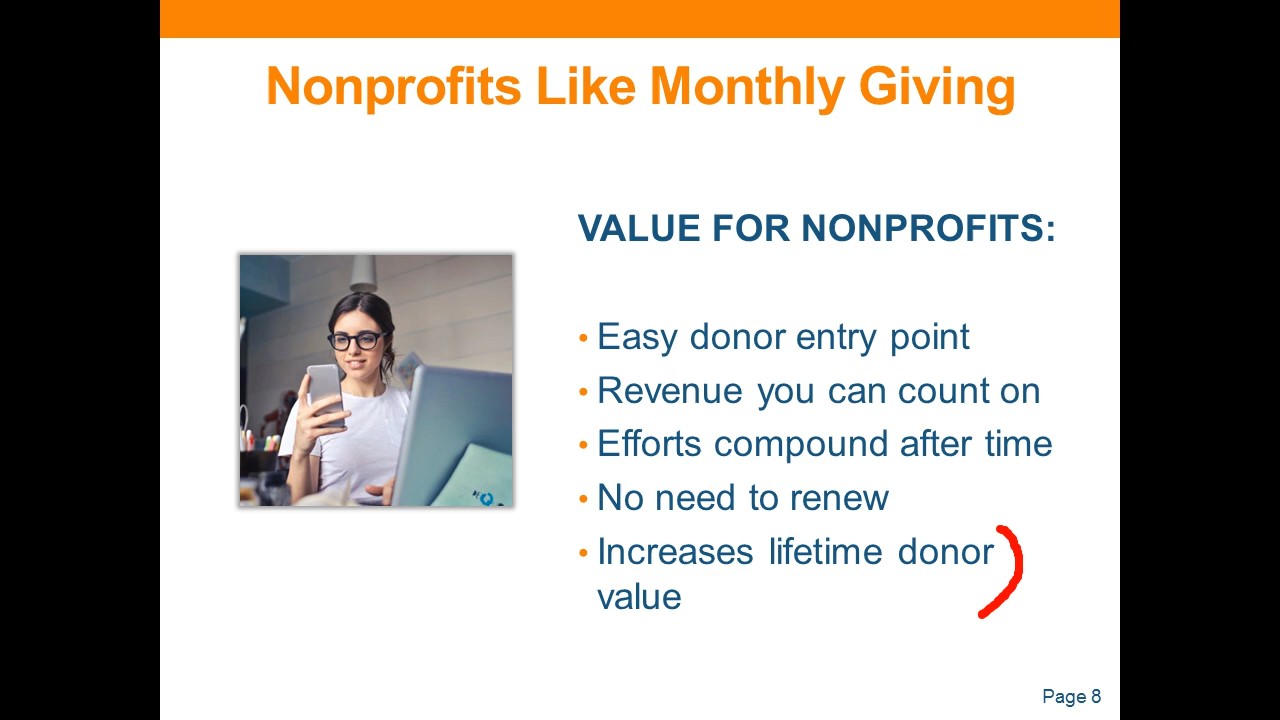 Nonprofits Like Monthly Giving
VALUE FOR NONPROFITS:
• Easy donor entry point
• Revenue you can count on
• Efforts compound after time
• No need to renew
• Increases lifetime donor
value
Page 8